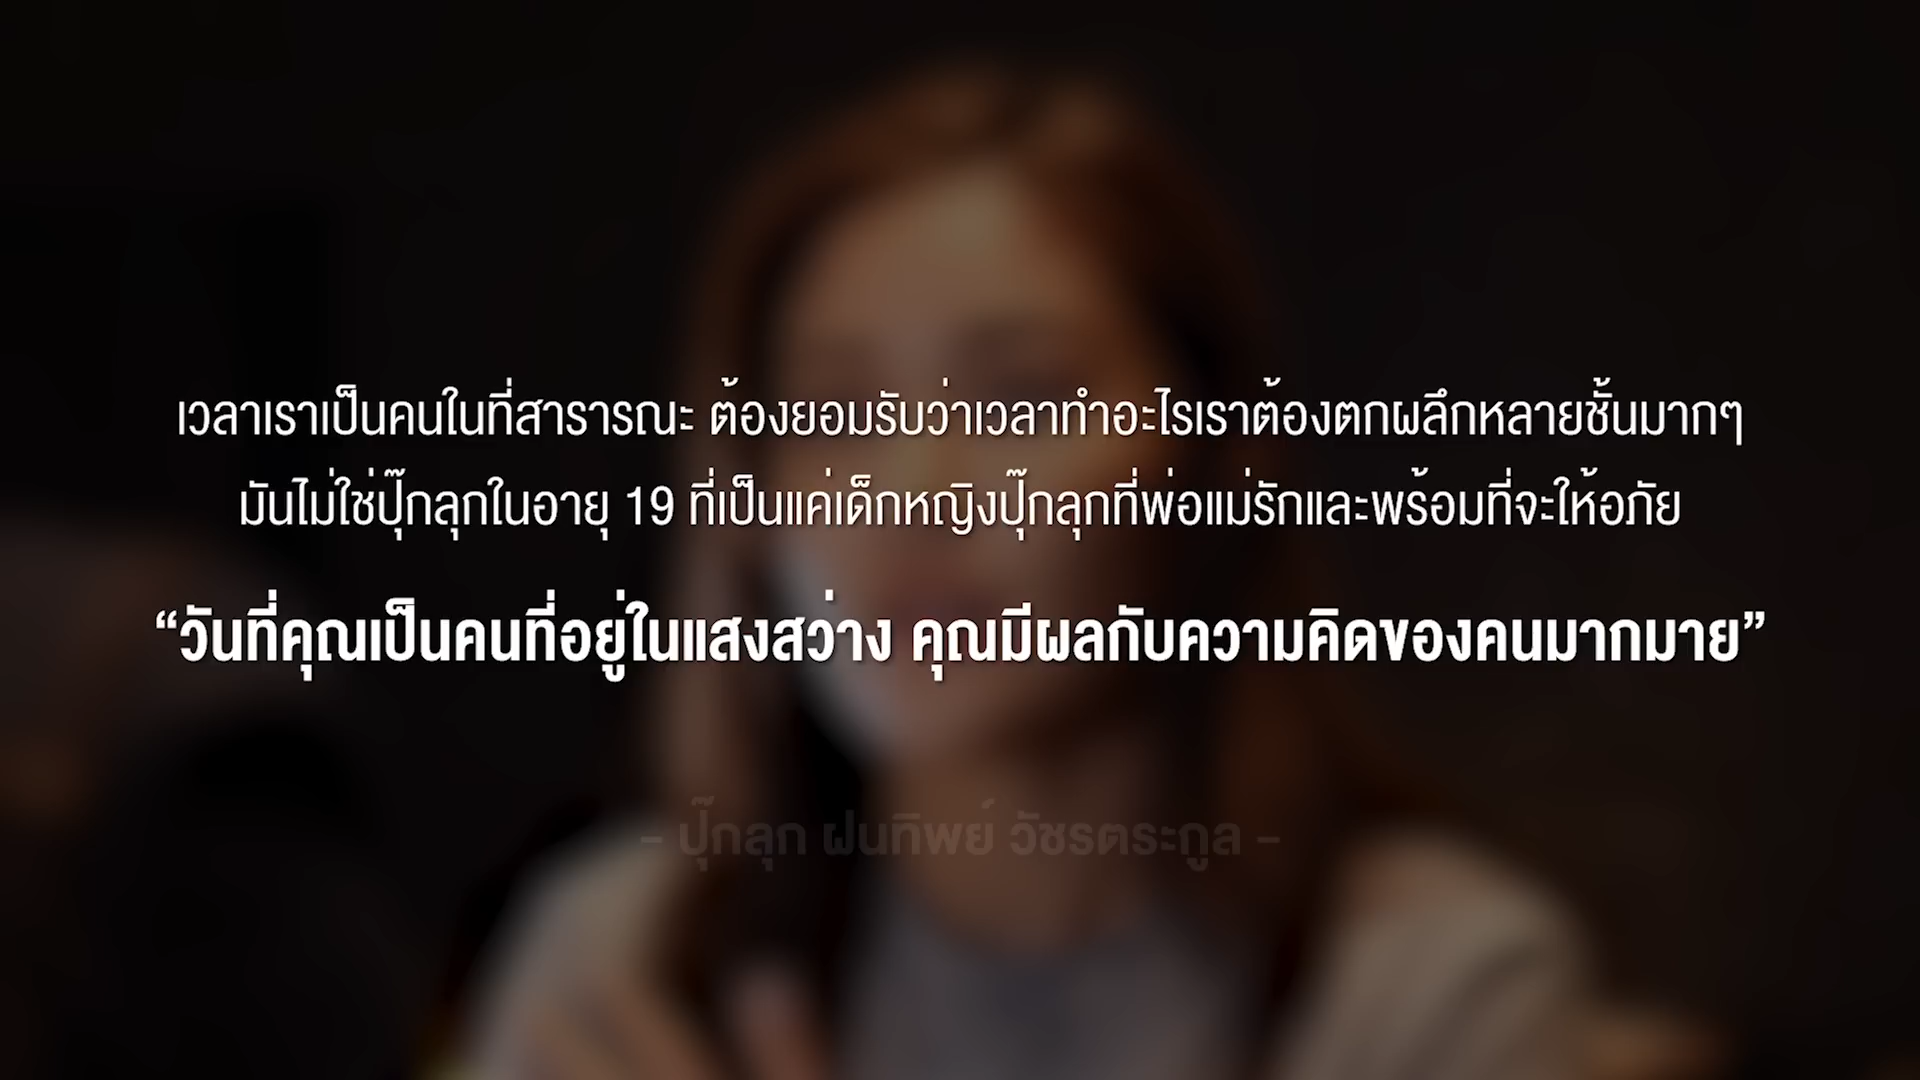 เวลาเราเป็นคนในที่สารารณะ ต้องยอมรับว่าเวลาทำอะไรเราต้องตกผลึกหลายชั้นมากๆ
มันไม่ใช่ปุ๊กลุกในอายุ 19 ที่เป็นแค่เด็กหญิงปุ๊กลุกที่พ่อแม่รักและพร้อมที่จะให้อภัย
“วันที่คุณเป็นคนที่อยู่ในแสงสว่าง คุณมีผลกับความคิดของคนมากมาย”
- ปุ๊กลุก ฝนทิพย์ วัชรตระกูล -